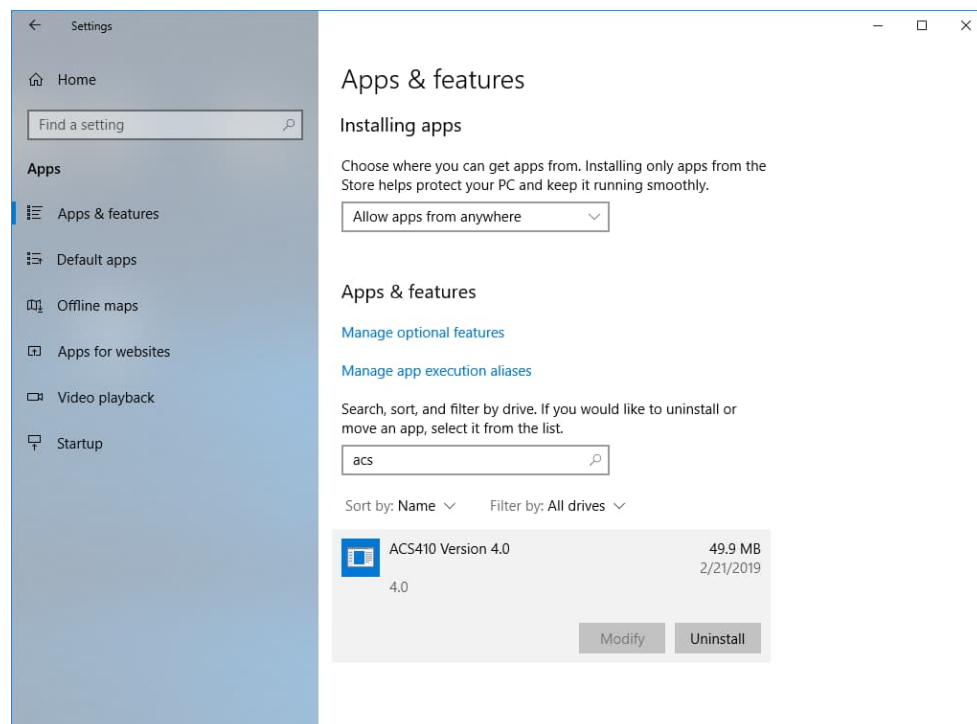 Settings
Home
Find a setting
Apps
Apps & features
Default apps
Offline maps
Apps for websites
Video playback
Startup
Apps & features
Installing apps
Choose where you can get apps from. Installing only apps from the
Store helps protect your PC and keep it running smoothly.
Allow apps from anywhere
Apps & features
Manage optional features
Manage app execution aliases
Search, sort, and filter by drive. If you would like to uninstall or
move an app, select it from the list.
acs
Sort by: Name Filter by: All drives
ACS410 Version 4.0 49.9 MB
2/21/2019
4.0
Modify Uninstall